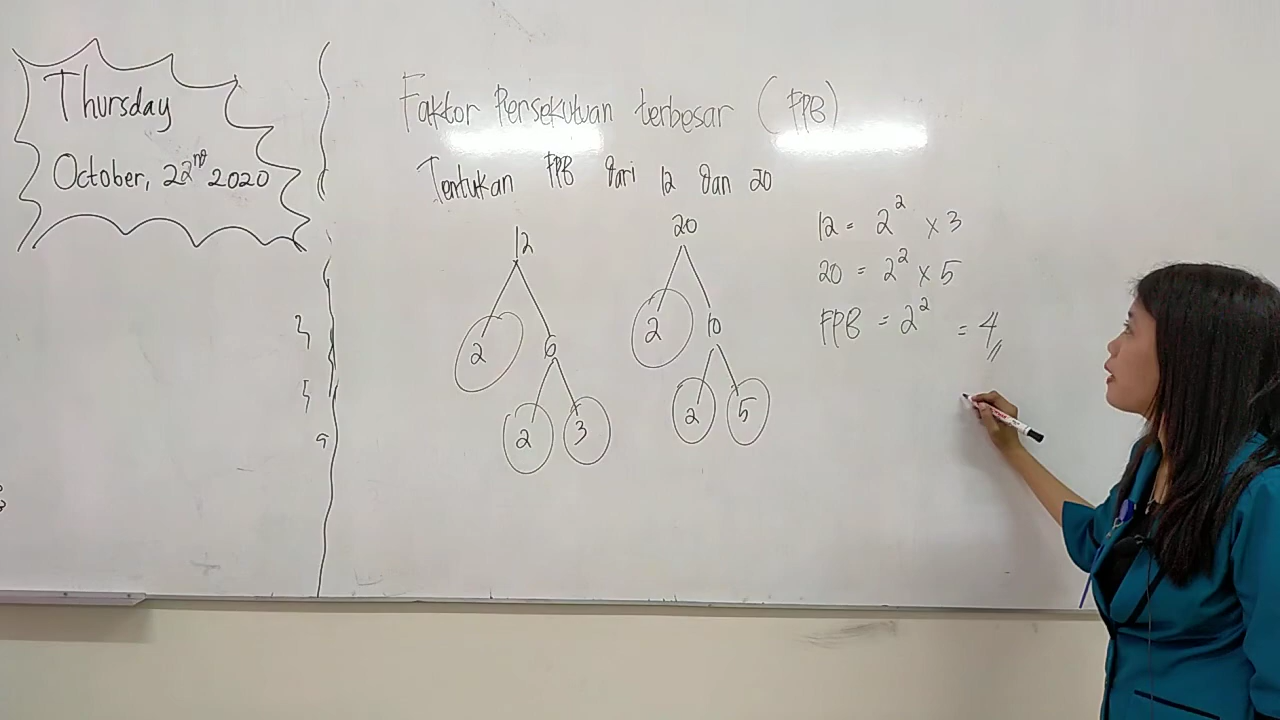 Thursday
October, 22nd 2020
Faktor Persekutuan terbesar (FPB)
Tentukan FPB dari 12 dan 20
12
2 6
2 3
20
2 10
2 5
12 = 2² x 3
20 = 2² x 5
FPB = 2² = 4